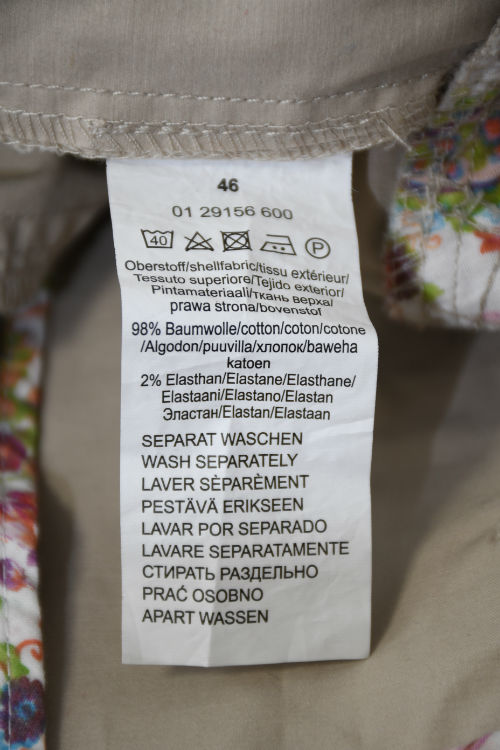 46
01 29156 600
40 P
Oberstoff/shellfabric/tissu extérieur/
Tessuto superiore/Tejido exterior/
Pintamateriaali/ткань верха/
prawa strona/bovenstof
98% Baumwolle/cotton/coton/cotone
/Algodon/puuvilla/хлопок/baweha
katoen
2% Elasthan/Elastane/Elasthane/
Elastaani/Elastano/Elastan
Эластан/Elastan/Elastaan
SEPARAT WASCHEN
WASH SEPARATELY
LAVER SÈPARÈMENT
PESTÄVÄ ERIKSEEN
LAVAR POR SEPARADO
LAVARE SEPARATAMENTE
СТИРАТЬ РАЗДЕЛЬНО
PRAĆ OSOBNO
APART WASSEN